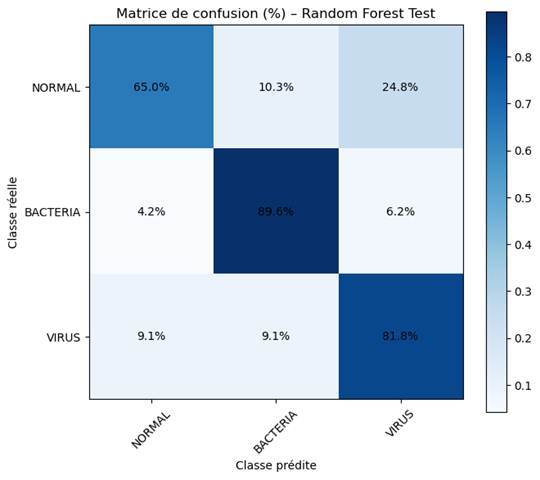 Matrice de confusion (%) – Random Forest Test
NORMAL 65.0% 10.3% 24.8%
BACTERIA 4.2% 89.6% 6.2%
VIRUS 9.1% 9.1% 81.8%
NORMAL BACTERIA VIRUS
Classe prédite
Classe réelle
0.8
0.7
0.6
0.5
0.4
0.3
0.2
0.1